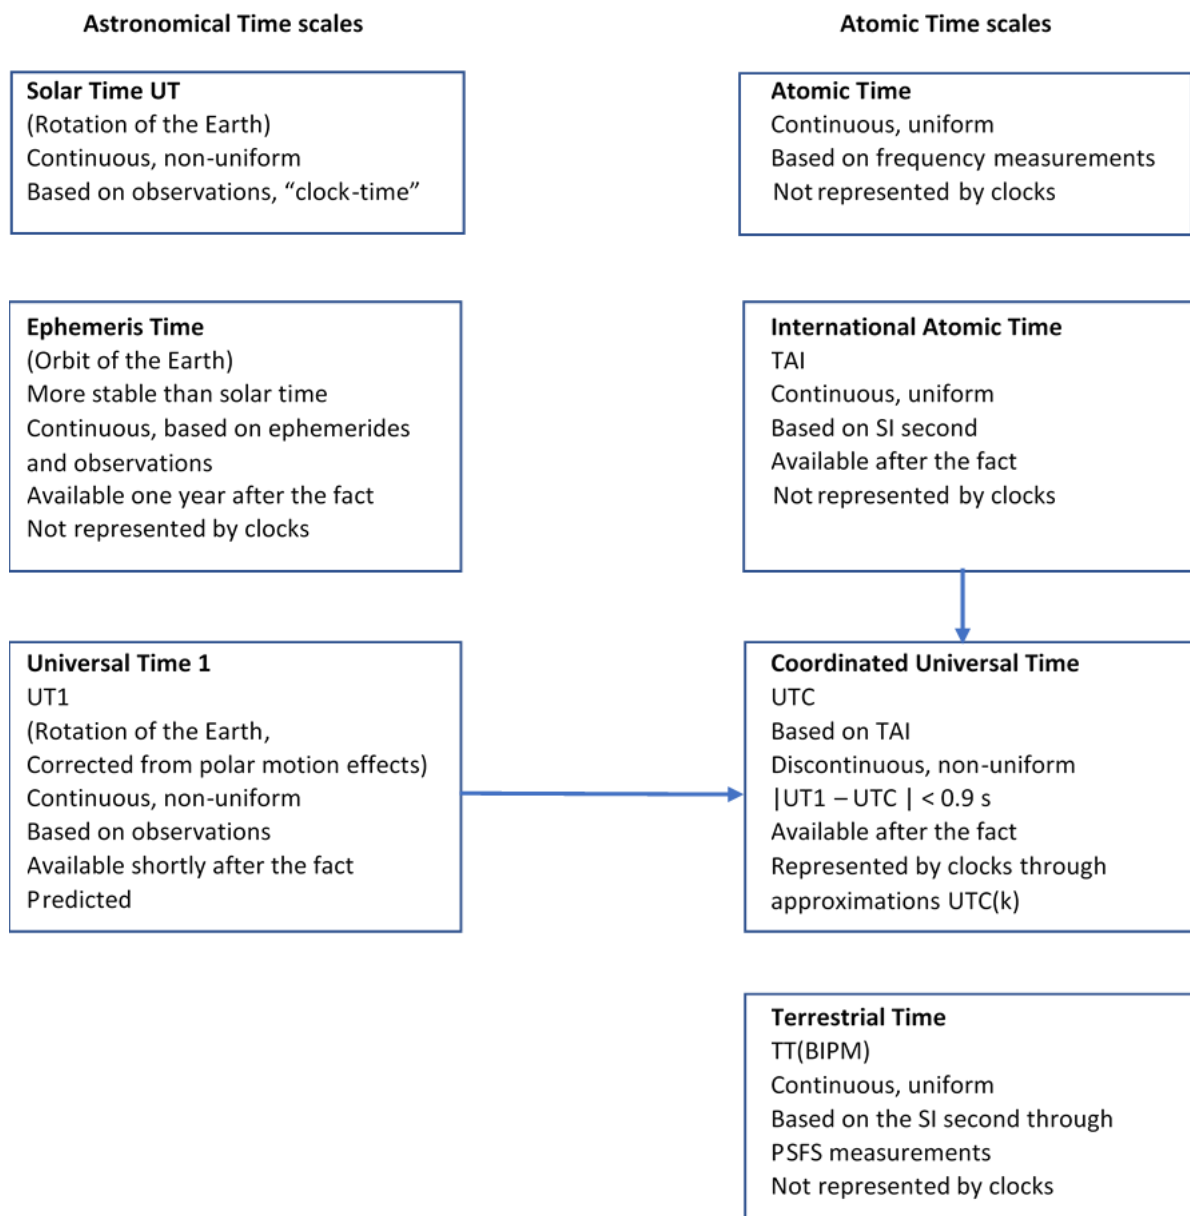 Astronomical Time scales
Solar Time UT
(Rotation of the Earth)
Continuous, non-uniform
Based on observations, “clock-time”
Ephemeris Time
(Orbit of the Earth)
More stable than solar time
Continuous, based on ephemerides
and observations
Available one year after the fact
Not represented by clocks
Universal Time 1
UT1
(Rotation of the Earth,
Corrected from polar motion effects)
Continuous, non-uniform
Based on observations
Available shortly after the fact
Predicted
Atomic Time scales
Atomic Time
Continuous, uniform
Based on frequency measurements
Not represented by clocks
International Atomic Time
TAI
Continuous, uniform
Based on SI second
Available after the fact
Not represented by clocks
Coordinated Universal Time
UTC
Based on TAI
Discontinuous, non-uniform
|UT1 – UTC | < 0.9 s
Available after the fact
Represented by clocks through
approximations UTC(k)
Terrestrial Time
TT(BIPM)
Continuous, uniform
Based on the SI second through
PSFS measurements
Not represented by clocks